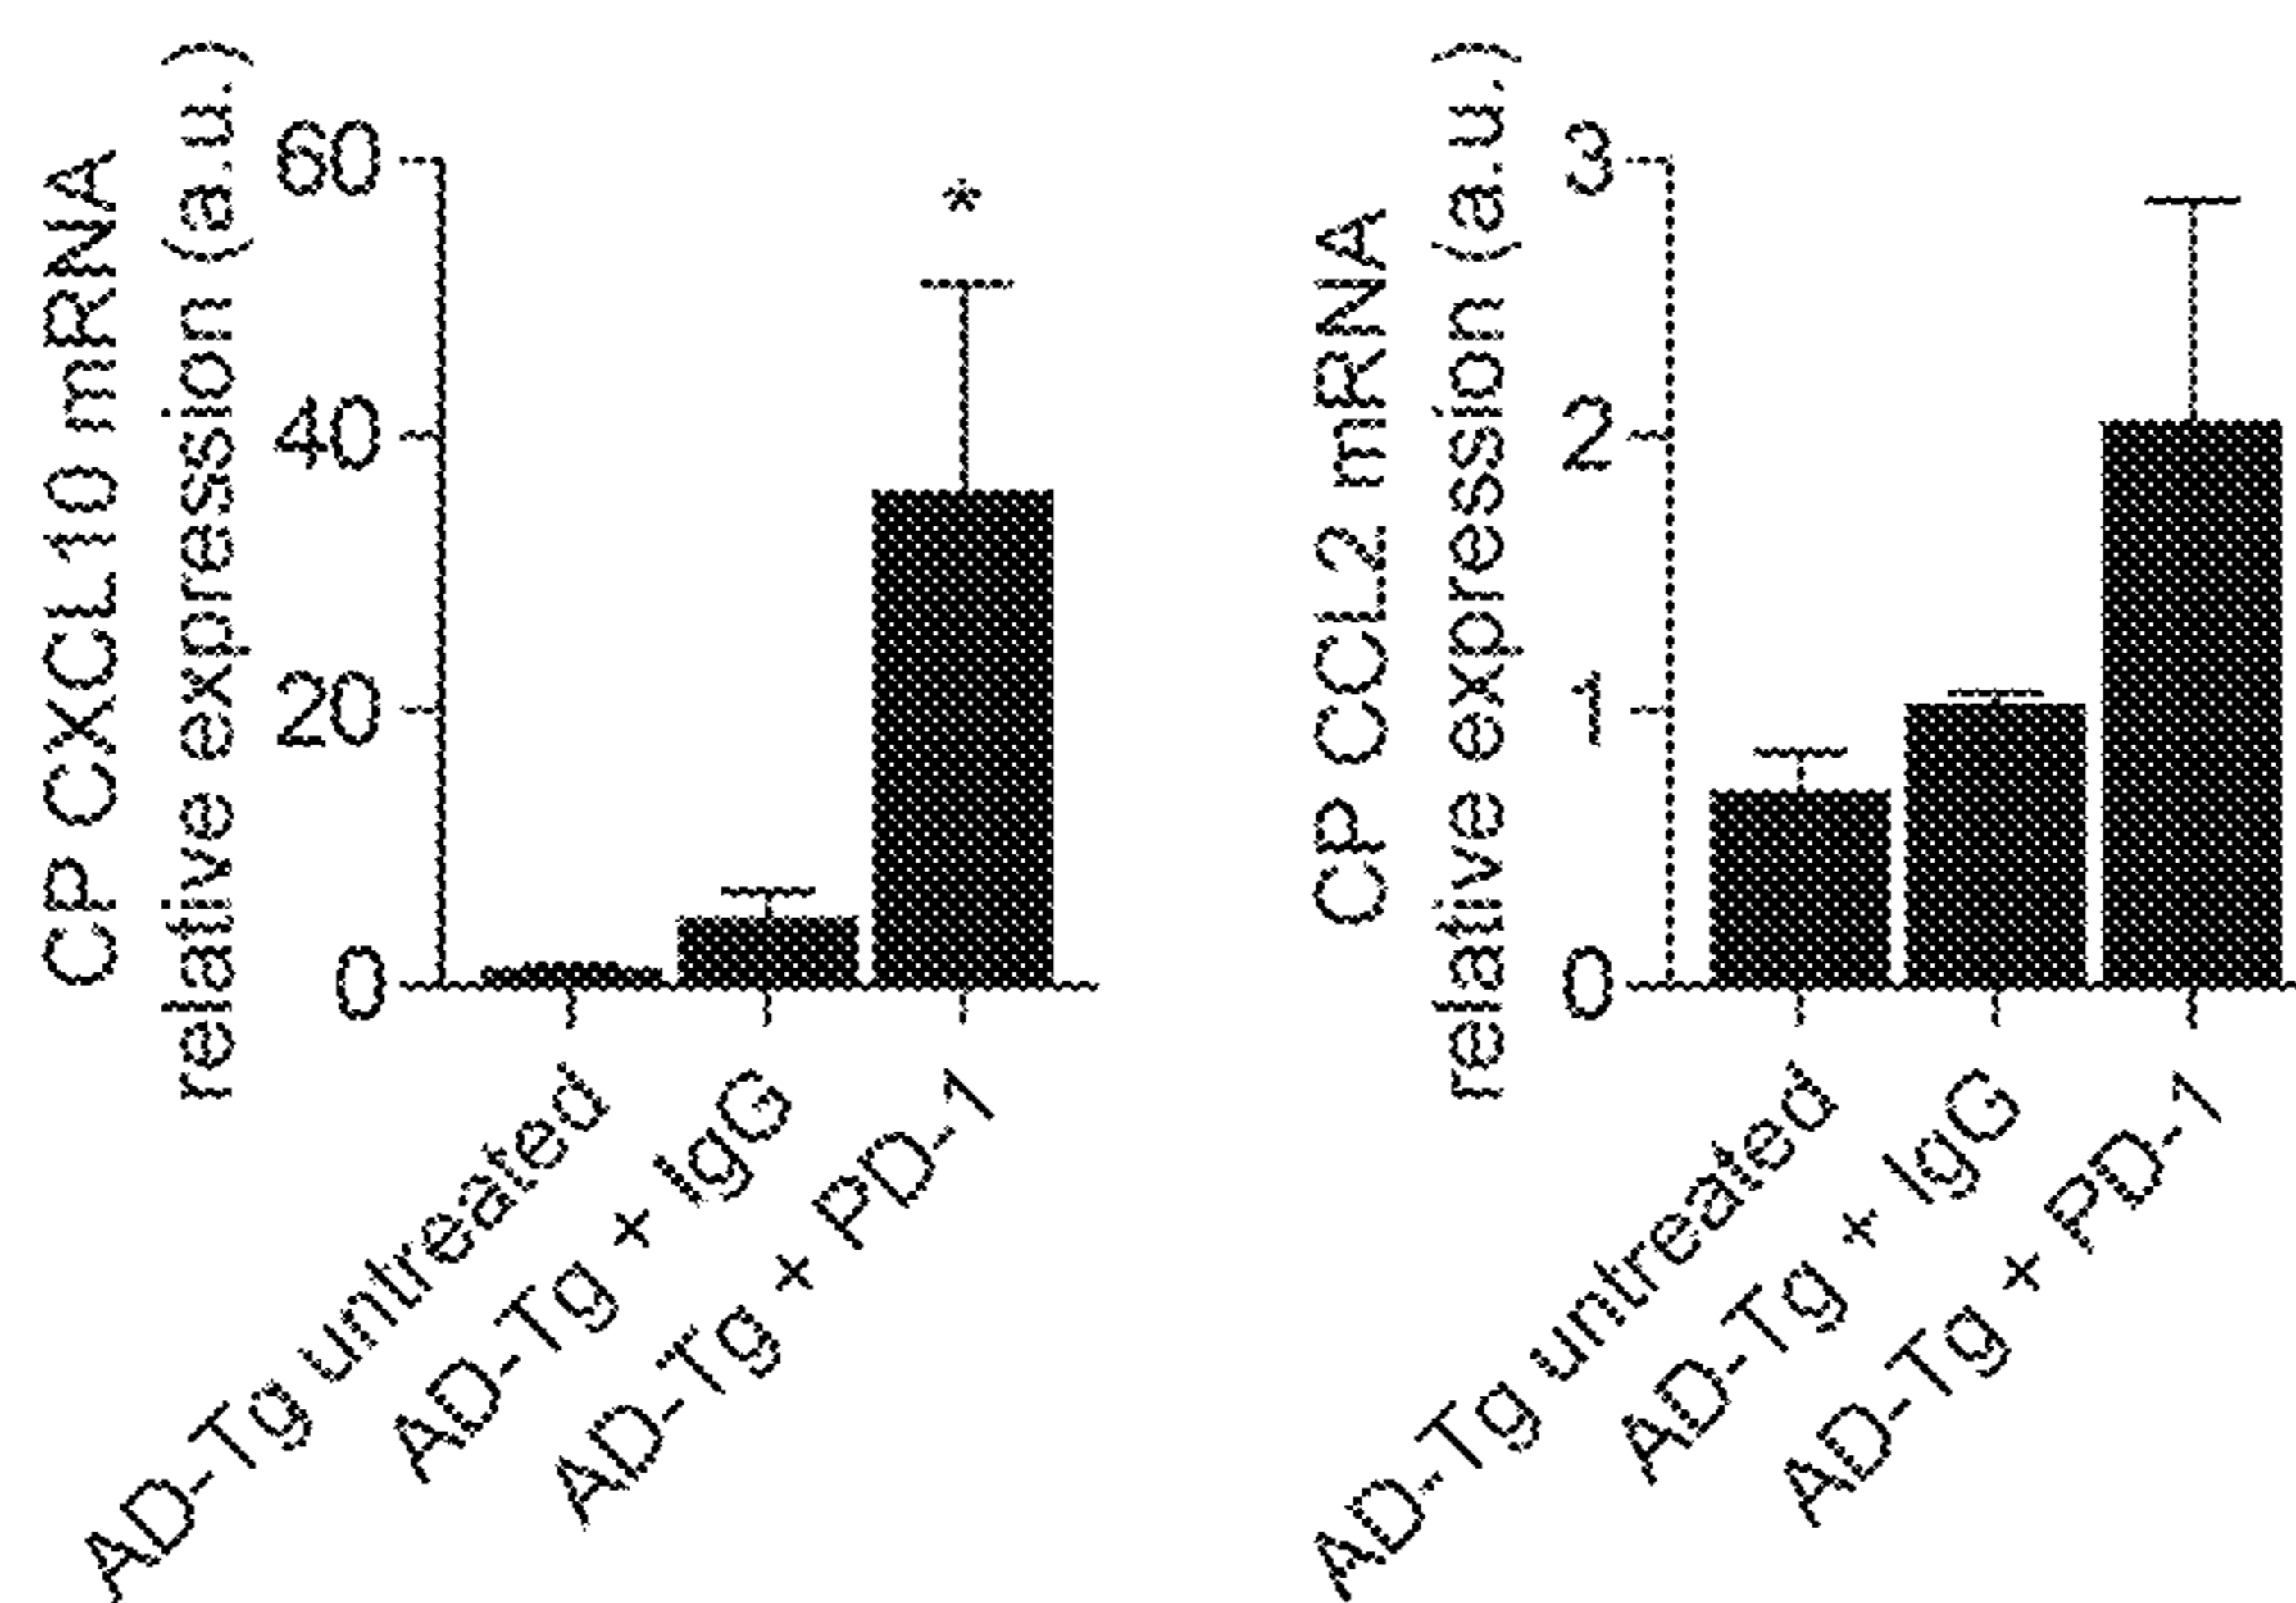 CP CXCL10 mRNA
relative expression (a.u.)
60
40
20
0
*
AD-Tg untreated
AD-Tg + IgG
AD-Tg + PD-1
CP CCL2 mRNA
relative expression (a.u.)
3
2
1
0
AD-Tg untreated
AD-Tg + IgG
AD-Tg + PD-1